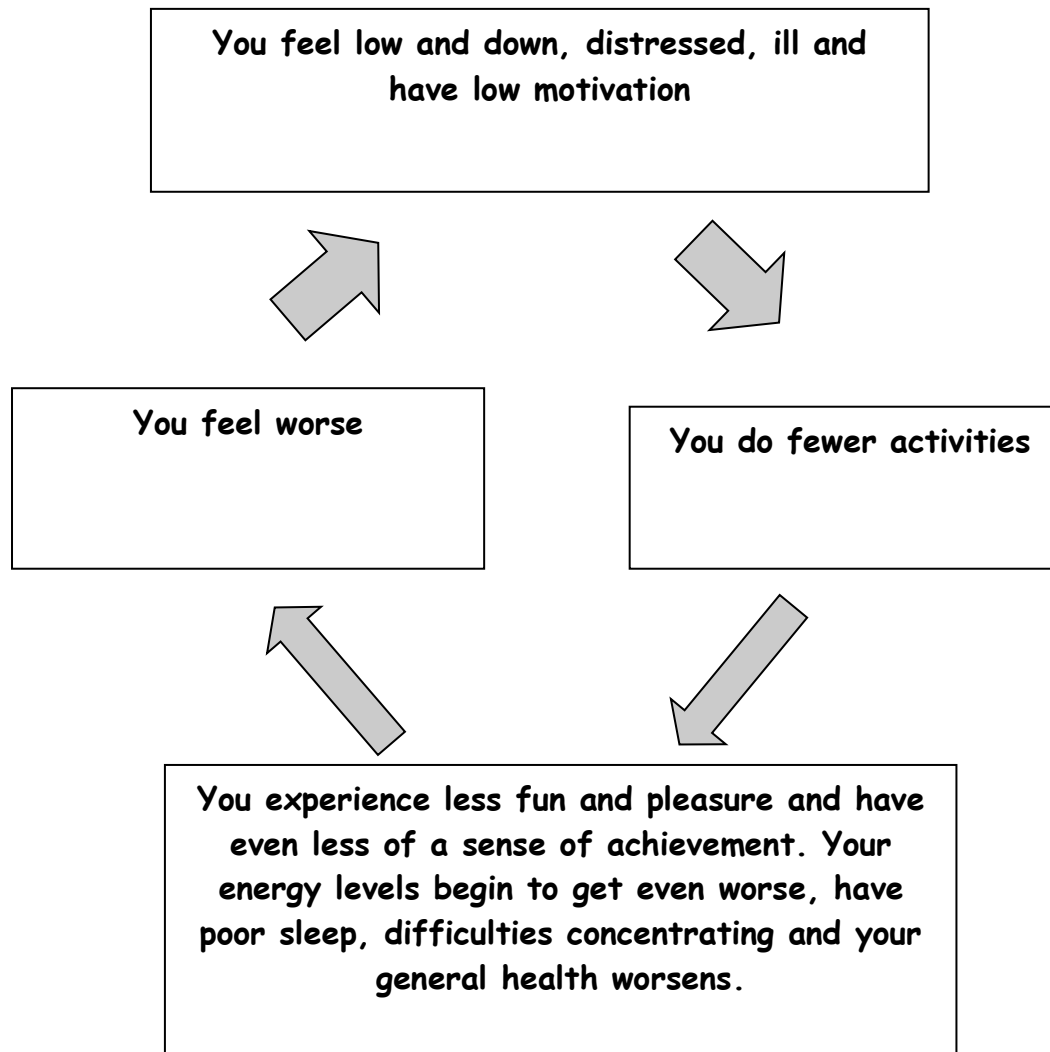 You feel low and down, distressed, ill and
have low motivation
You feel worse
You do fewer activities
You experience less fun and pleasure and have
even less of a sense of achievement. Your
energy levels begin to get even worse, have
poor sleep, difficulties concentrating and your
general health worsens.